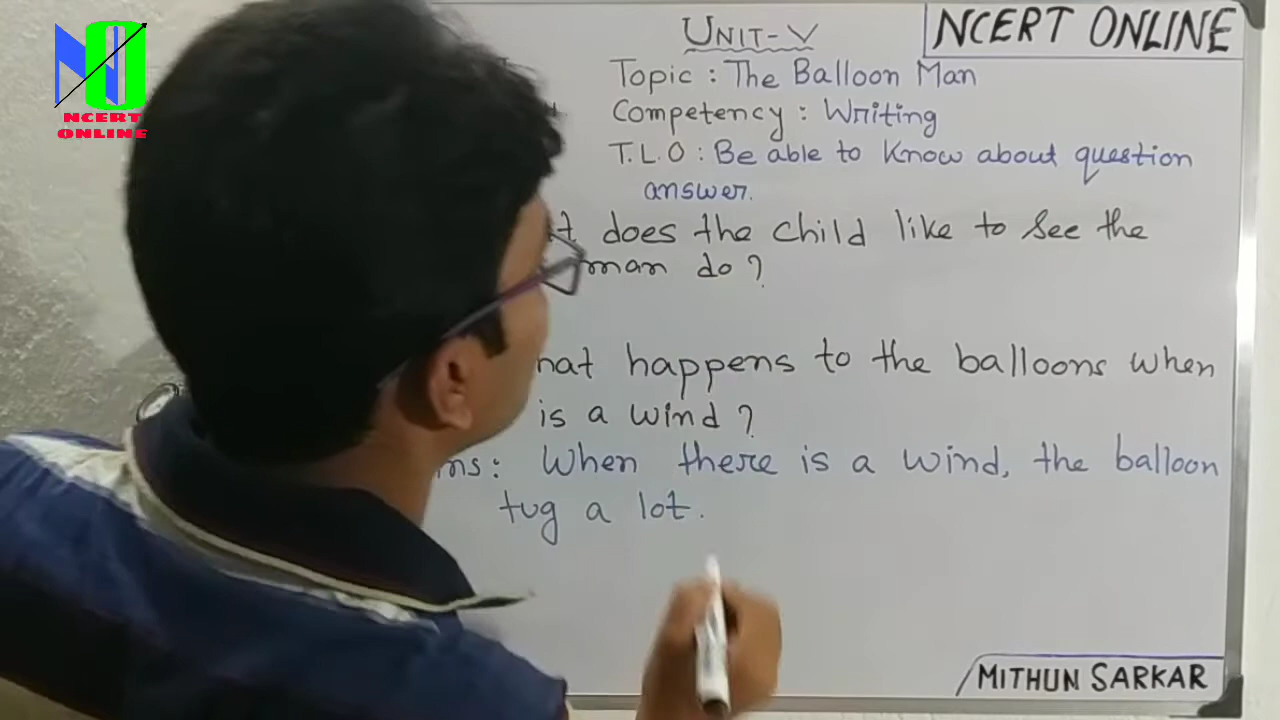 NCERT
ONLINE
UNIT-V
NCERT ONLINE
Topic : The Balloon Man
Competency : Writing
T.L.O : Be able to know about question
answer.
does the child like to see the
man do ?
happens to the balloons when
is a wind ?
When there is a wind, the balloon
tug a lot.
MITHUN SARKAR